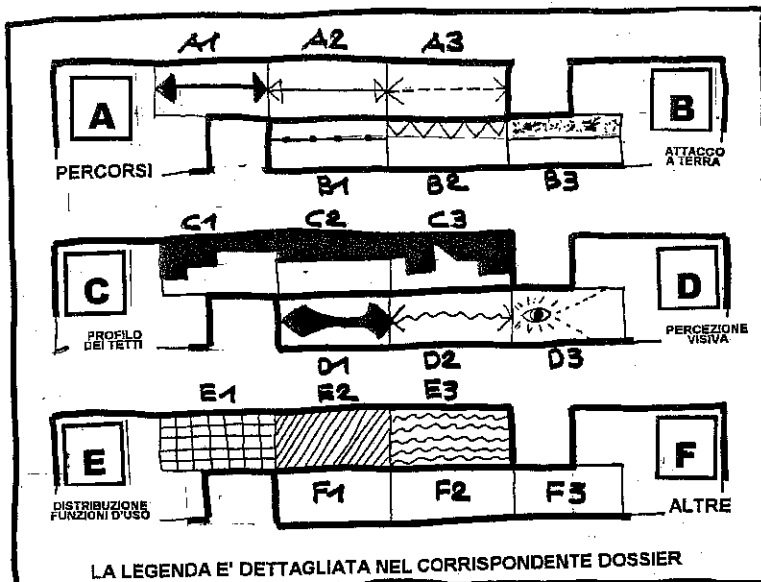 A1 A2 A3
A B
PERCORSI
ATTACCO
A TERRA
B1 B2 B3
C1 C2 C3
C D
PROFILO
DEI TETTI
PERCEZIONE
VISIVA
D1 D2 D3
E1 E2 E3
E F
F1 F2 F3
DISTRIBUZIONE
FUNZIONI D'USO
ALTRE
LA LEGENDA E' DETTAGLIATA NEL CORRISPONDENTE DOSSIER